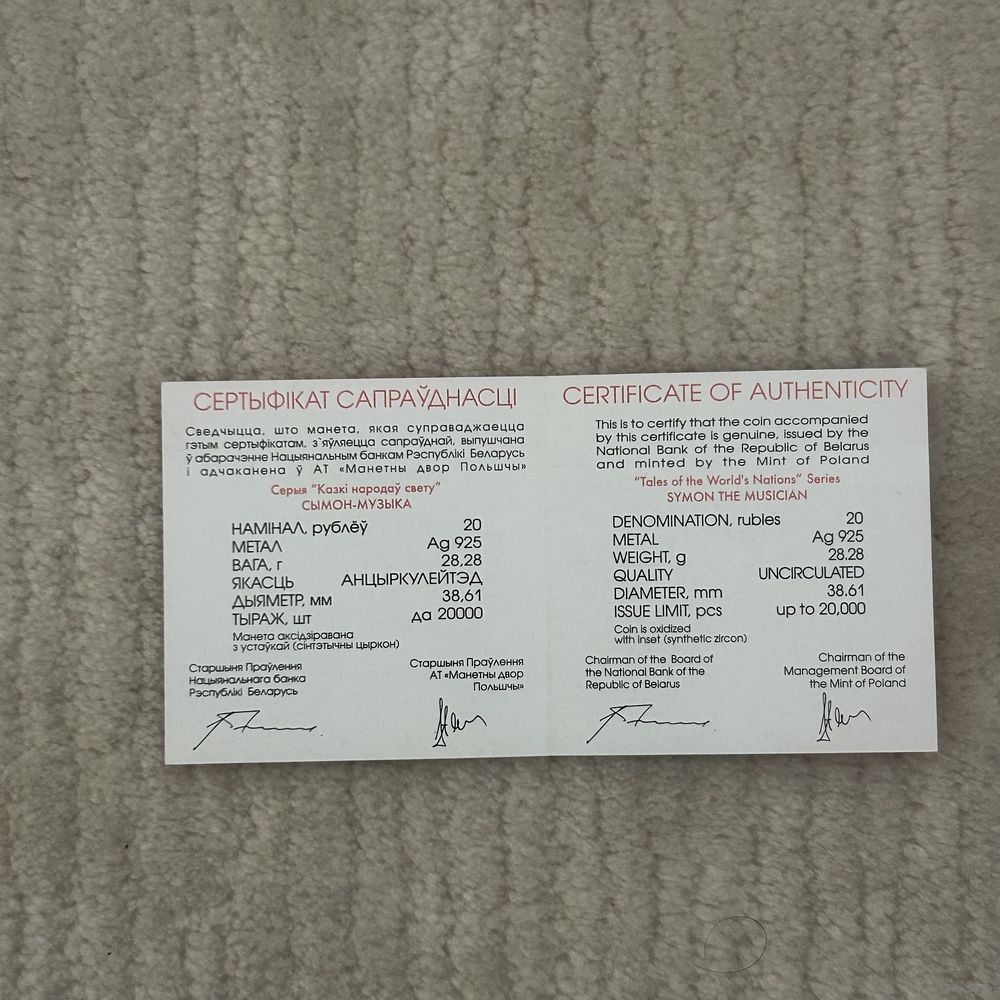 СЕРТЫФІКАТ САПРАЎДНАСЦІ
Сведчыцца, што манета, якая суправаджаецца
гэтым сертыфікатам, з`яўляецца сапраўднай, выпушчана
ў абарачэнне Нацыянальным банкам Рэспублікі Беларусь
і адчаканена ў АТ «Манетны двор Польшчы»
Серыя "Казкі народаў свету"
СЫМОН-МУЗЫКА
НАМІНАЛ, рублёў 20
МЕТАЛ Ag 925
ВАГА, г 28,28
ЯКАСЦЬ АНЦЫРКУЛЕЙТЭД
ДЫЯМЕТР, мм 38,61
ТЫРАЖ, шт да 20000
Манета аксідзіравана
з устаўкай (сінтэтычны цыркон)
Старшыня Праўлення
Нацыянальнага банка
Рэспублікі Беларусь
Старшыня Праўлення
АТ «Манетны двор
Польшчы»
CERTIFICATE OF AUTHENTICITY
This is to certify that the coin accompanied
by this certificate is genuine, issued by the
National Bank of the Republic of Belarus
and minted by the Mint of Poland
"Tales of the World's Nations" Series
SYMON THE MUSICIAN
DENOMINATION, rubles 20
METAL Ag 925
WEIGHT, g 28.28
QUALITY UNCIRCULATED
DIAMETER, mm 38.61
ISSUE LIMIT, pcs up to 20,000
Coin is oxidized
with inset (synthetic zircon)
Chairman of the Board of
the National Bank of the
Republic of Belarus
Chairman of the
Management Board of
the Mint of Poland